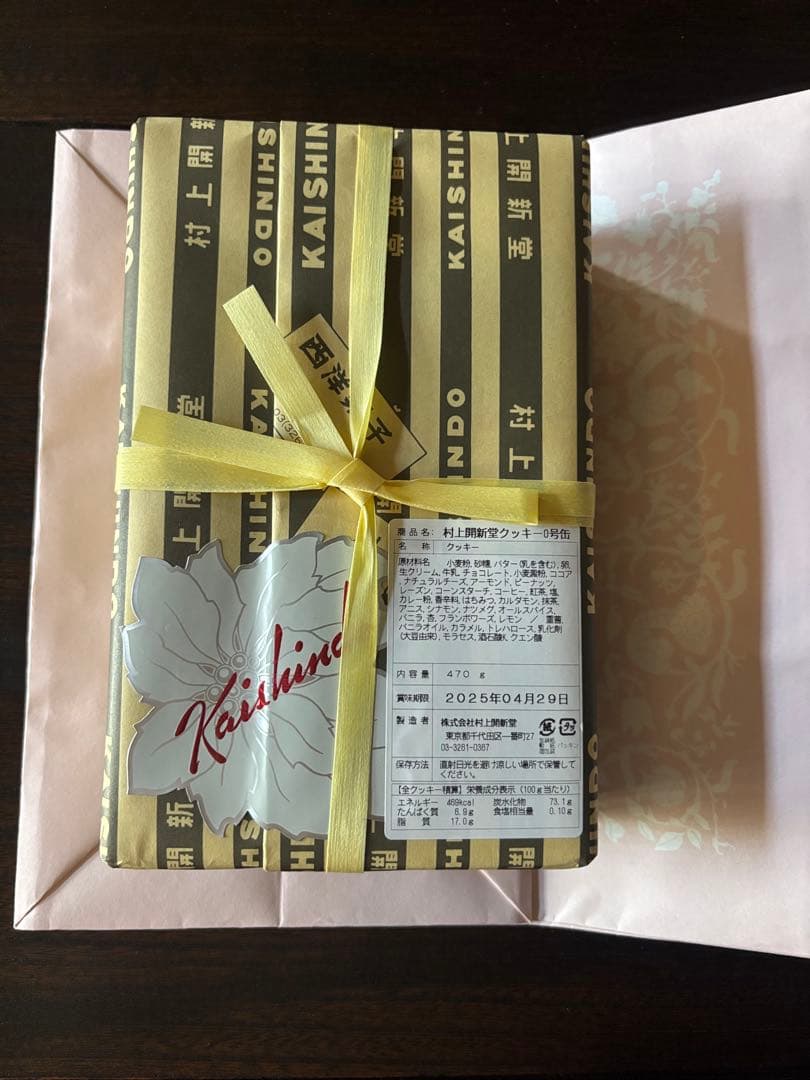 村上開新堂
KAISHINDO
村上開新堂
KAISHINDO
村上開新堂
西洋菓子
Kaishindo
商品名: 村上開新堂クッキー0号缶
名称 クッキー
原材料名 小麦粉, 砂糖, バター(乳を含む), 卵,
生クリーム, 牛乳, チョコレート, 小麦澱粉, ココア
, ナチュラルチーズ, アーモンド, ピーナッツ,
レーズン, コーンスターチ, コーヒー, 紅茶, 塩,
カレー粉, 香辛料, はちみつ, カルダモン, 抹茶,
アニス, シナモン, ナツメグ, オールスパイス,
バニラ, 杏, フランボワーズ, レモン / 重曹,
バニラオイル, カラメル, トレハロース, 乳化剤
(大豆由来), モラセス, 酒石酸K, クエン酸
内容量 470 g
賞味期限 2025年04月29日
製造者 株式会社村上開新堂
東京都千代田区一番町27
03-3261-0367
保存方法 直射日光を避け涼しい場所で保管して
ください。
【全クッキー積算】栄養成分表示(100g当たり)
エネルギー 469kcal 炭水化物 73.1g
たんぱく質 6.9g 食塩相当量 0.10g
脂質 17.0g